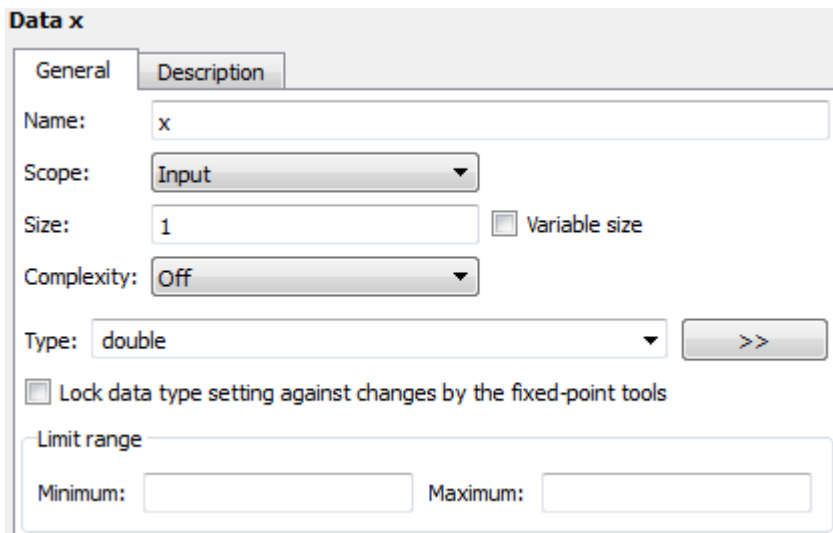 Data x
General Description
Name: x
Scope: Input
Size: 1 Variable size
Complexity: Off
Type: double >>
Lock data type setting against changes by the fixed-point tools
Limit range
Minimum: Maximum: